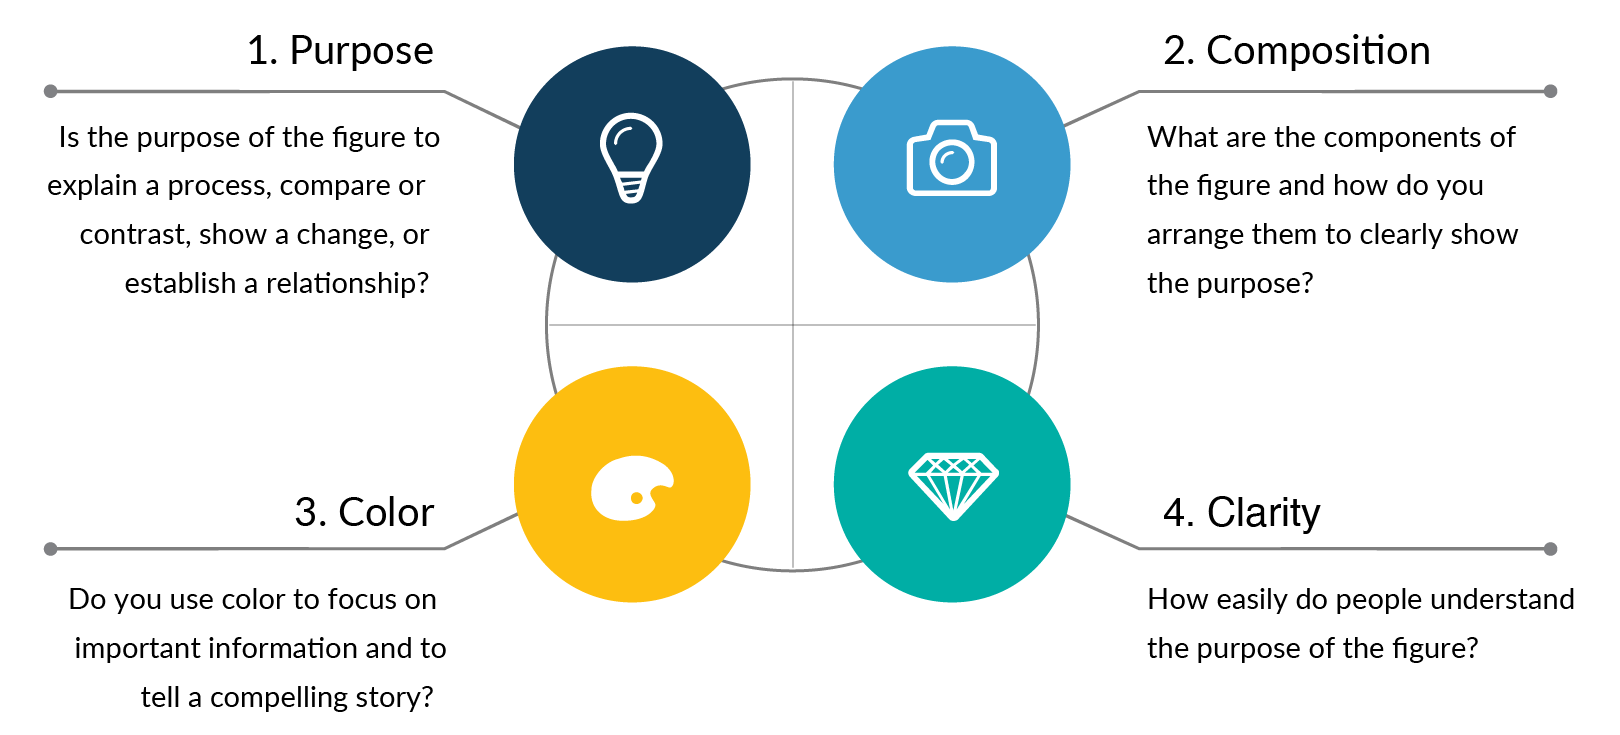 1. Purpose
Is the purpose of the figure to
explain a process, compare or
contrast, show a change, or
establish a relationship?
2. Composition
What are the components of
the figure and how do you
arrange them to clearly show
the purpose?
3. Color
Do you use color to focus on
important information and to
tell a compelling story?
4. Clarity
How easily do people understand
the purpose of the figure?